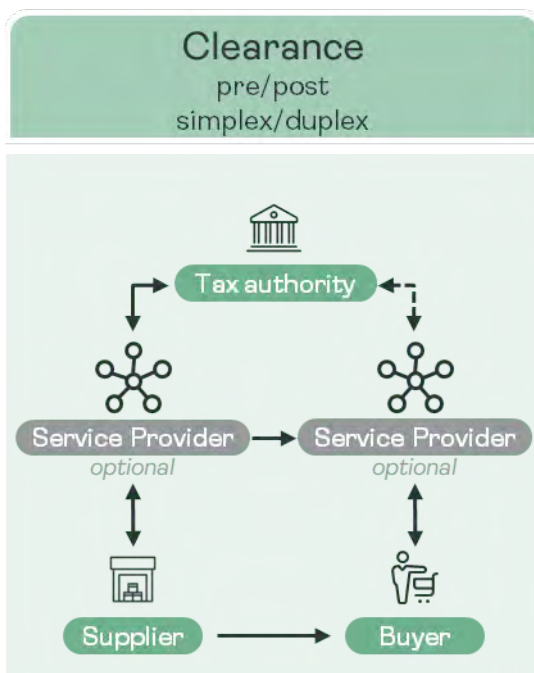 Clearance
pre/post
simplex/duplex
Tax authority
Service Provider
Service Provider
optional
optional
Supplier
Buyer